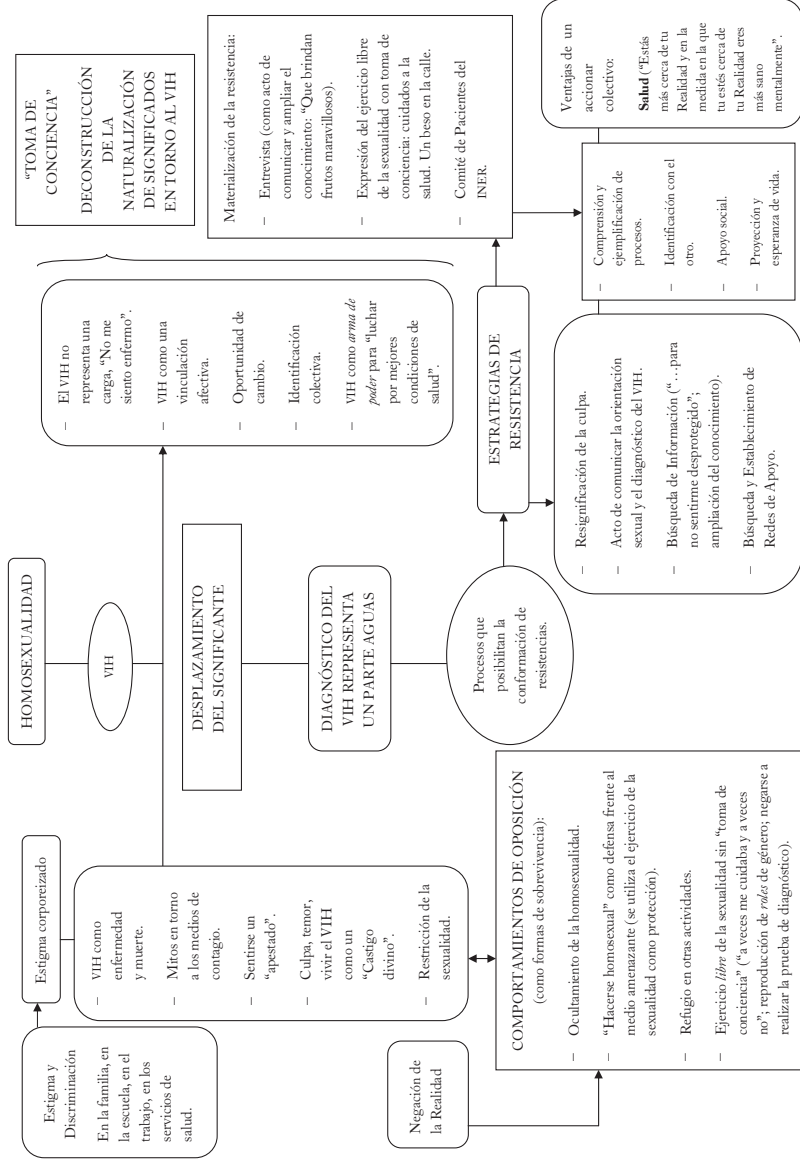 HOMOSEXUALIDAD
VIH
DESPLAZAMIENTO
DEL SIGNIFICANTE
DIAGNÓSTICO DEL
VIH REPRESENTA
UN PARTE AGUAS
Procesos que
posibilitan la
conformación de
resistencias.
Estigma y
Discriminación
En la familia, en
la escuela, en el
trabajo, en los
servicios de
salud.
Estigma corporeizado
– VIH como
enfermedad
y muerte.
– Mitos en torno
a los medios de
contagio.
– Sentirse un
“apestado”.
– Culpa, temor,
vivir el VIH
como un
“Castigo
divino”.
– Restricción de la
sexualidad.
Negación de
la Realidad
COMPORTAMIENTOS DE OPOSICIÓN
(como formas de sobrevivencia):
– Ocultamiento de la homosexualidad.
– “Hacerse homosexual” como defensa frente al
medio amenazante (se utiliza el ejercicio de la
sexualidad como protección).
– Refugio en otras actividades.
– Ejercicio libre de la sexualidad sin “toma de
conciencia” (“a veces me cuidaba y a veces
no”; reproducción de roles de género; negarse a
realizar la prueba de diagnóstico).
– El VIH no
representa una
carga, “No me
siento enfermo”.
– VIH como una
vinculación
afectiva.
– Oportunidad de
cambio.
– Identificación
colectiva.
– VIH como arma de
poder para “luchar
por mejores
condiciones de
salud”.
“TOMA DE
CONCIENCIA”
DECONSTRUCCIÓN
DE LA
NATURALIZACIÓN
DE SIGNIFICADOS
EN TORNO AL VIH
ESTRATEGIAS DE
RESISTENCIA
Materialización de la resistencia:
– Entrevista (como acto de
comunicar y ampliar el
conocimiento: “Que brindan
frutos maravillosos).
– Expresión del ejercicio libre
de la sexualidad con toma de
conciencia: cuidados a la
salud. Un beso en la calle.
– Comité de Pacientes del
INER.
– Resignificación de la culpa.
– Acto de comunicar la orientación
sexual y el diagnóstico del VIH.
– Búsqueda de Información (“…para
no sentirme desprotegido”;
ampliación del conocimiento).
– Búsqueda y Establecimiento de
Redes de Apoyo.
– Comprensión y
ejemplificación de
procesos.
– Identificación con el
otro.
– Apoyo social.
– Proyección y
esperanza de vida.
Ventajas de un
accionar
colectivo:
Salud (“Estás
más cerca de tu
Realidad y en la
medida en la que
tu estés cerca de
tu Realidad eres
más sano
mentalmente”.